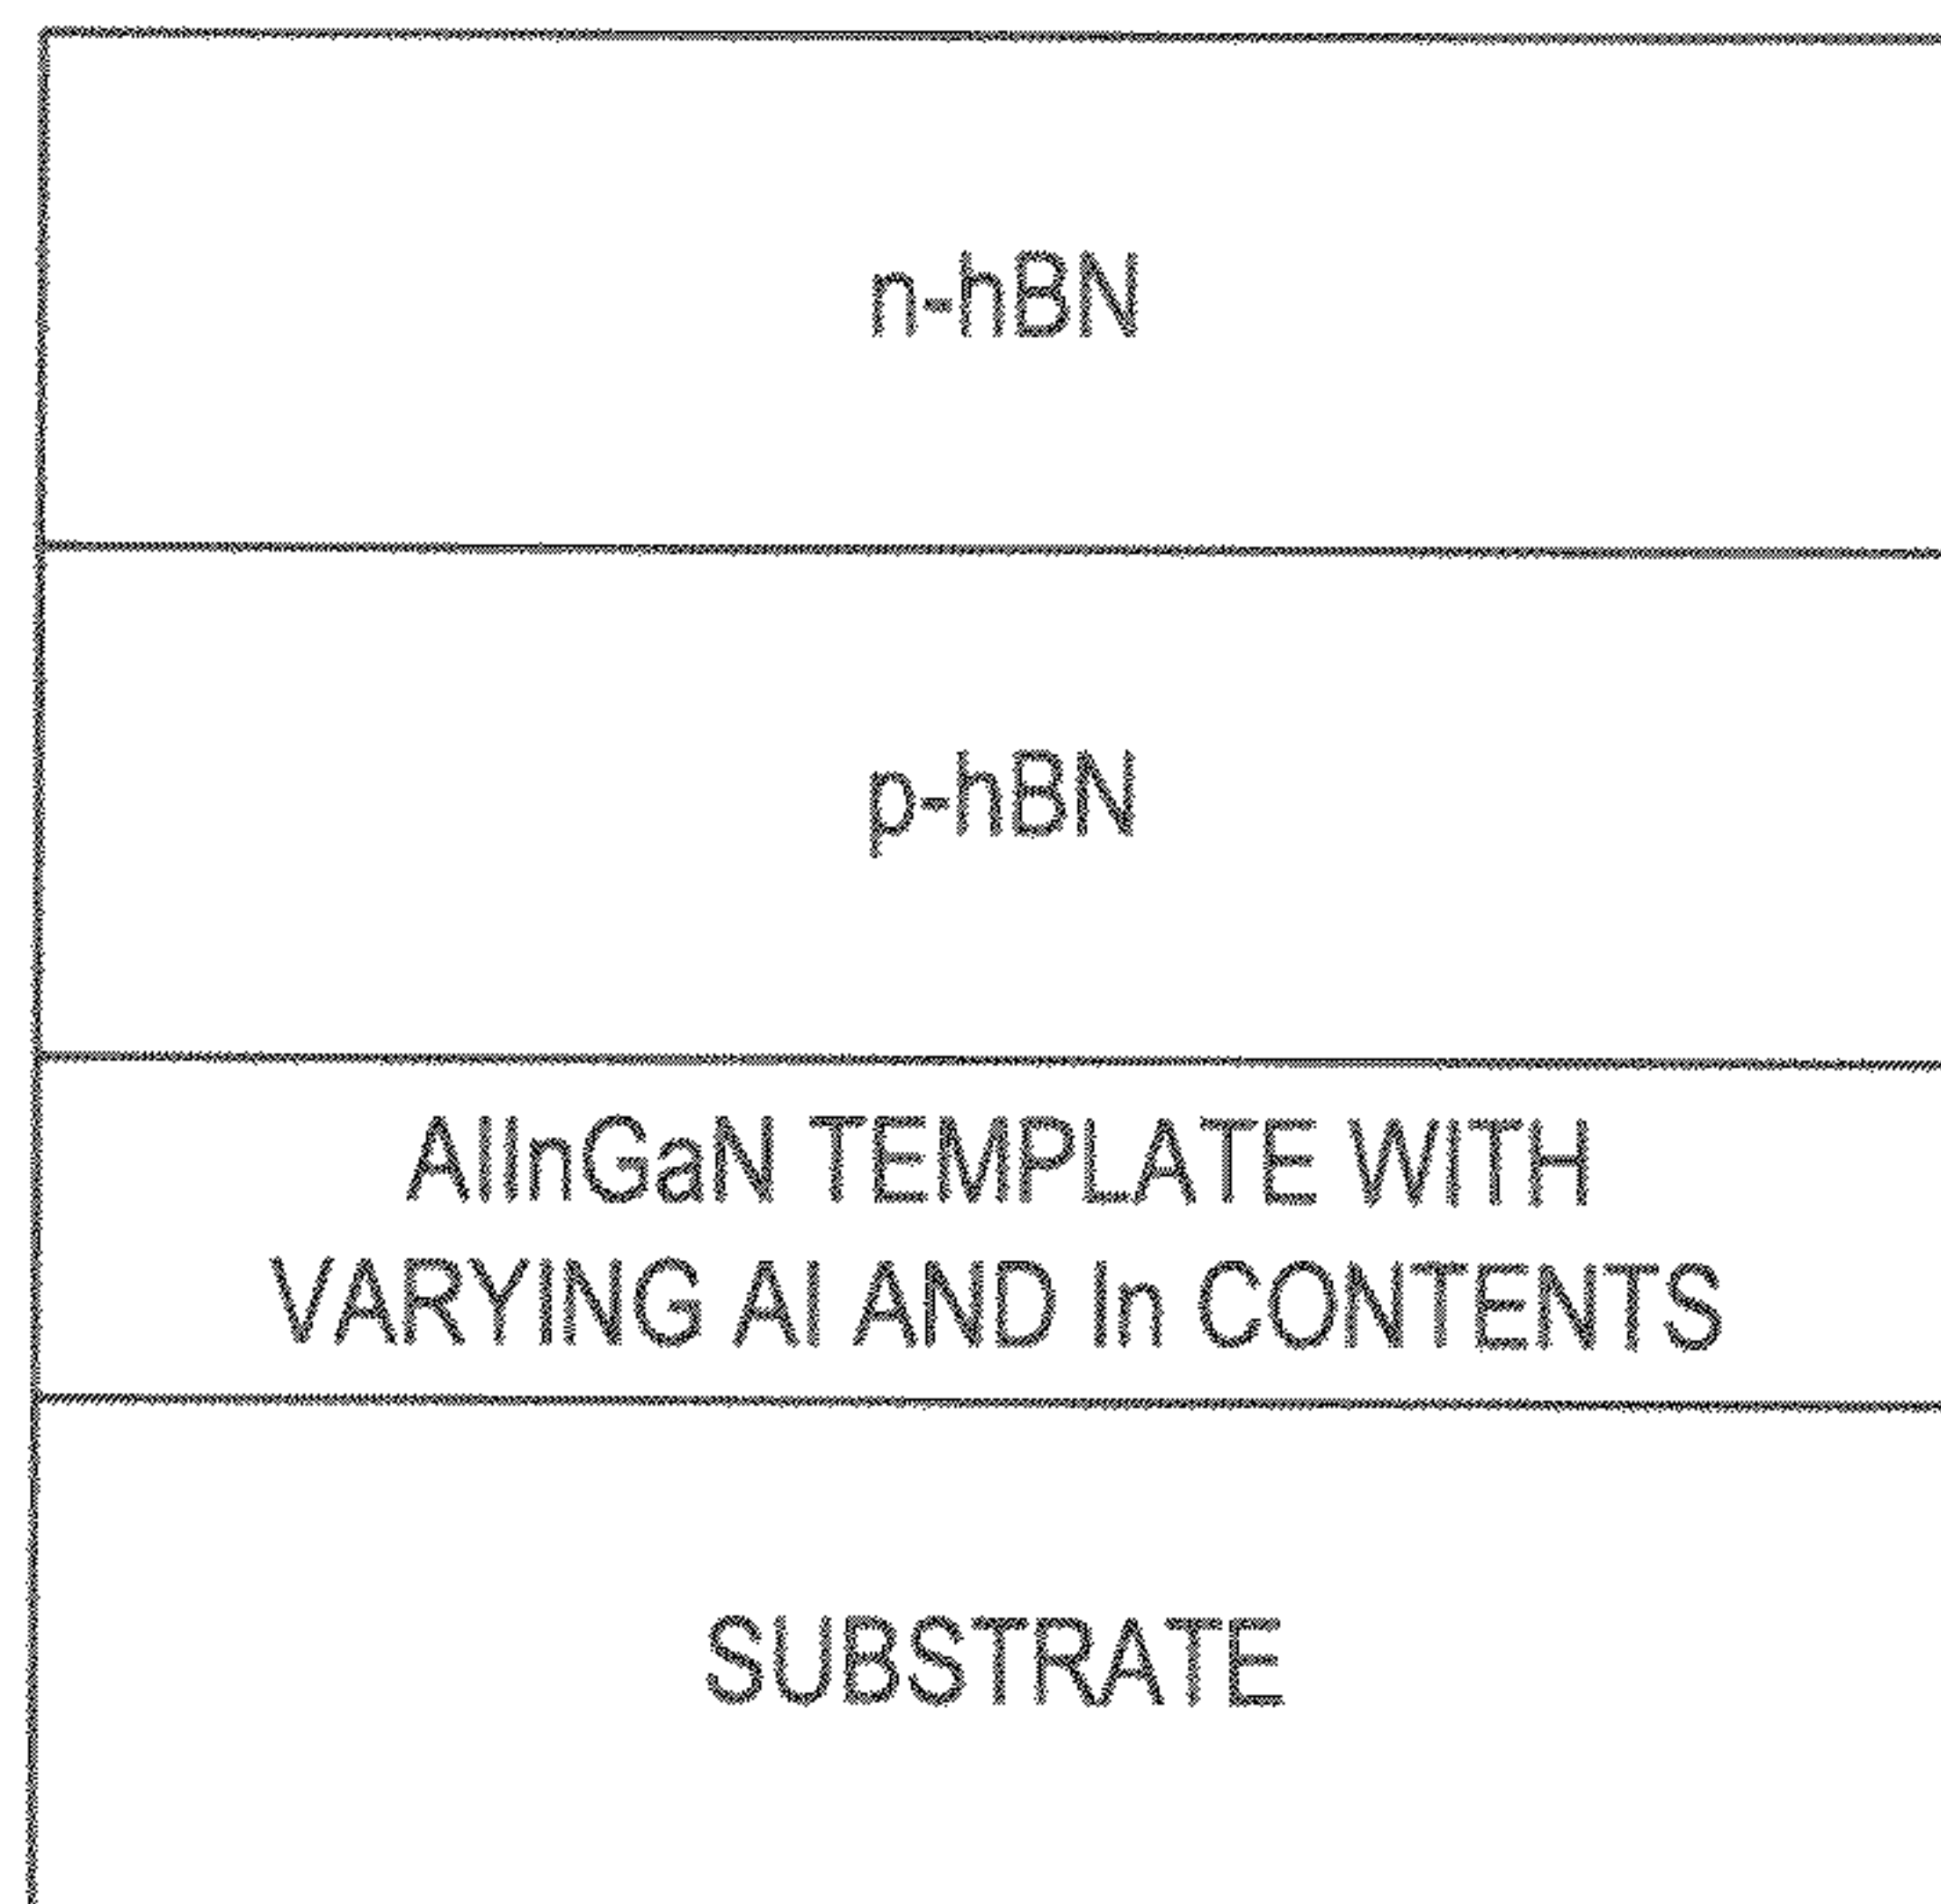 n-hBN
p-hBN
AlInGaN TEMPLATE WITH
VARYING Al AND In CONTENTS
SUBSTRATE